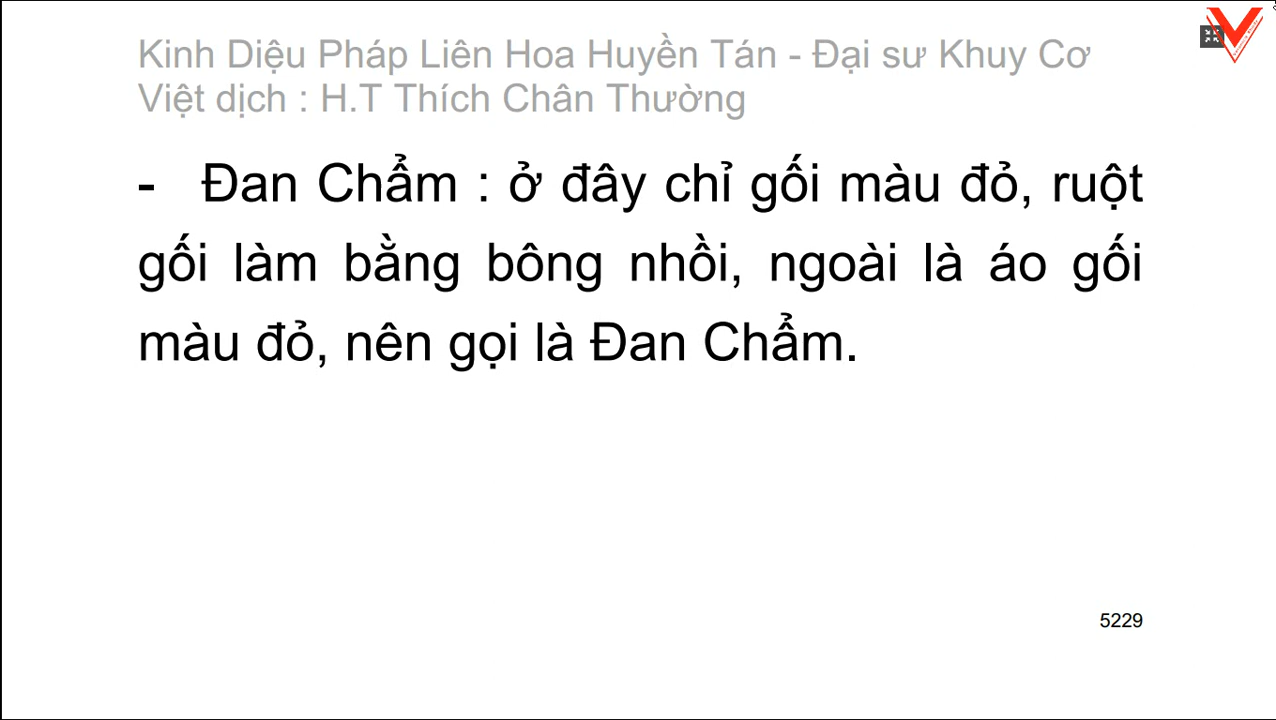 Kinh Diệu Pháp Liên Hoa Huyền Tán - Đại sư Khuy Cơ
Việt dịch : H.T Thích Chân Thường
- Đan Chẩm : ở đây chỉ gối màu đỏ, ruột
gối làm bằng bông nhồi, ngoài là áo gối
màu đỏ, nên gọi là Đan Chẩm.
5229